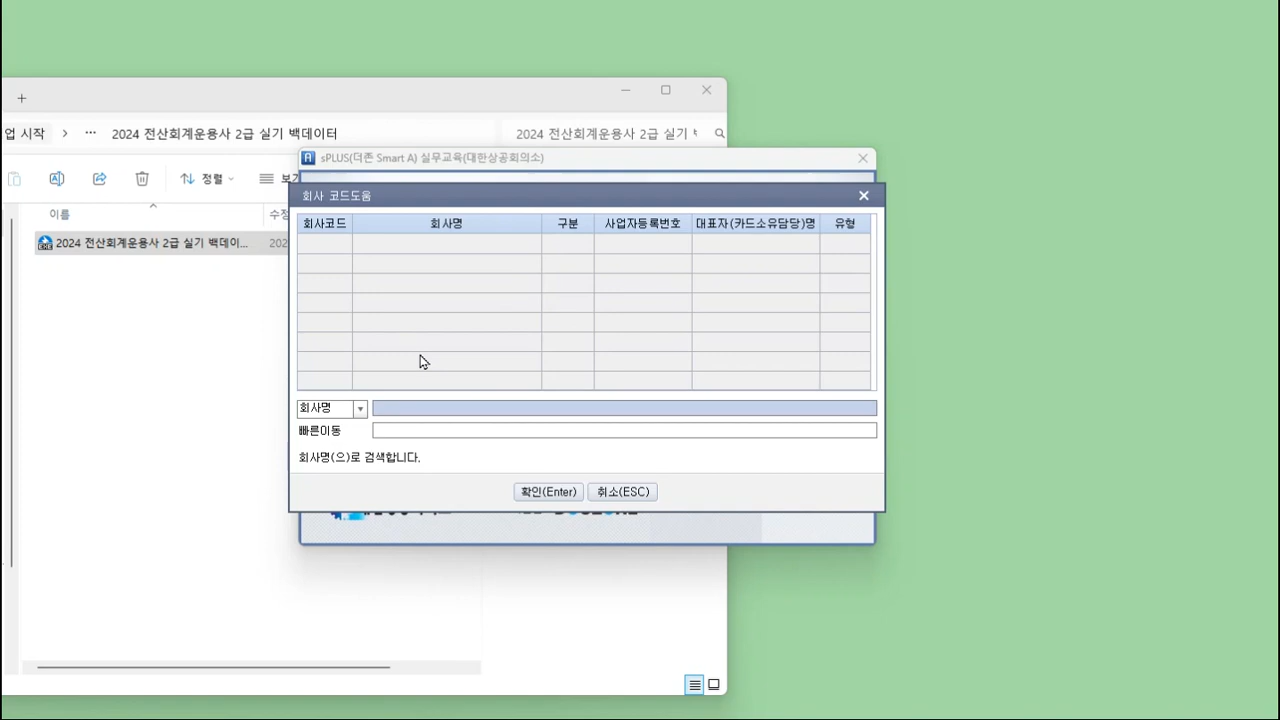 업 시작 > ··· 2024 전산회계운용사 2급 실기 백데이터
2024 전산회계운용사 2급 실기
정렬
이름
수정
2024 전산회계운용사 2급 실기 백데이...
202
sPLUS(더존 Smart A) 실무교육(대한상공회의소)
회사 코드도움
회사코드 회사명 구분 사업자등록번호 대표자(카드소유담당)명 유형
회사명
빠른이동
회사명(으)로 검색합니다.
확인(Enter) 취소(ESC)